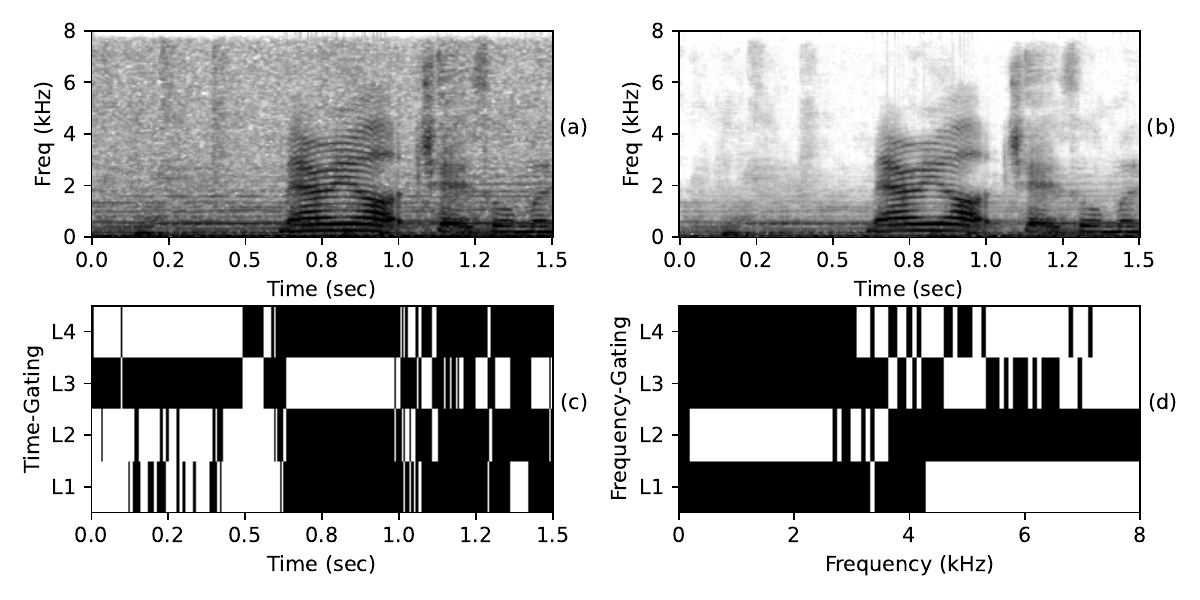 8
6
4
2
0
Freq (kHz)
0.0 0.2 0.5 0.8 1.0 1.2 1.5
Time (sec)
(a)
8
6
4
2
0
Freq (kHz)
0.0 0.2 0.5 0.8 1.0 1.2 1.5
Time (sec)
(b)
L4
L3
L2
L1
Time-Gating
0.0 0.2 0.5 0.8 1.0 1.2 1.5
Time (sec)
(c)
L4
L3
L2
L1
Frequency-Gating
0 2 4 6 8
Frequency (kHz)
(d)